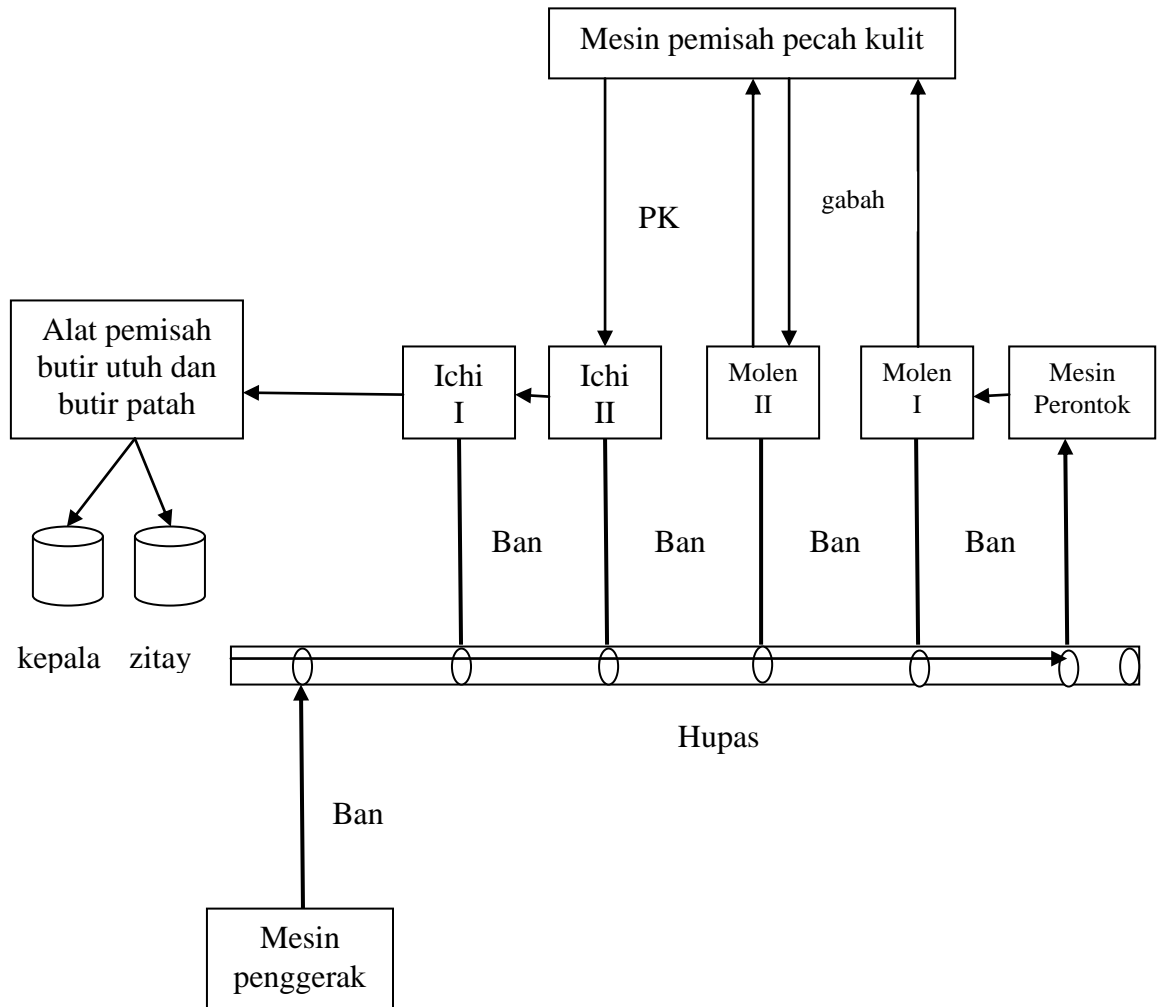 Mesin pemisah pecah kulit
PK
gabah
Alat pemisah
butir utuh dan
butir patah
Ichi
I
Ichi
II
Molen
II
Molen
I
Mesin
Perontok
Ban
Ban
Ban
Ban
kepala
zitay
Hupas
Ban
Mesin
penggerak